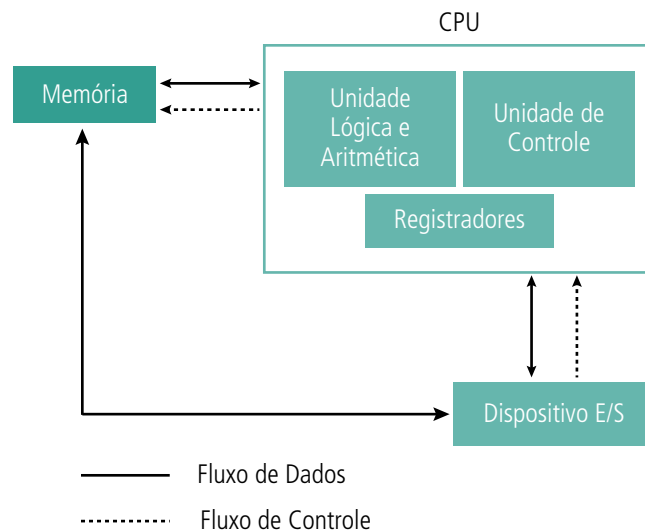 CPU
Memória
Unidade
Lógica e
Aritmética
Unidade de
Controle
Registradores
Dispositivo E/S
Fluxo de Dados
Fluxo de Controle